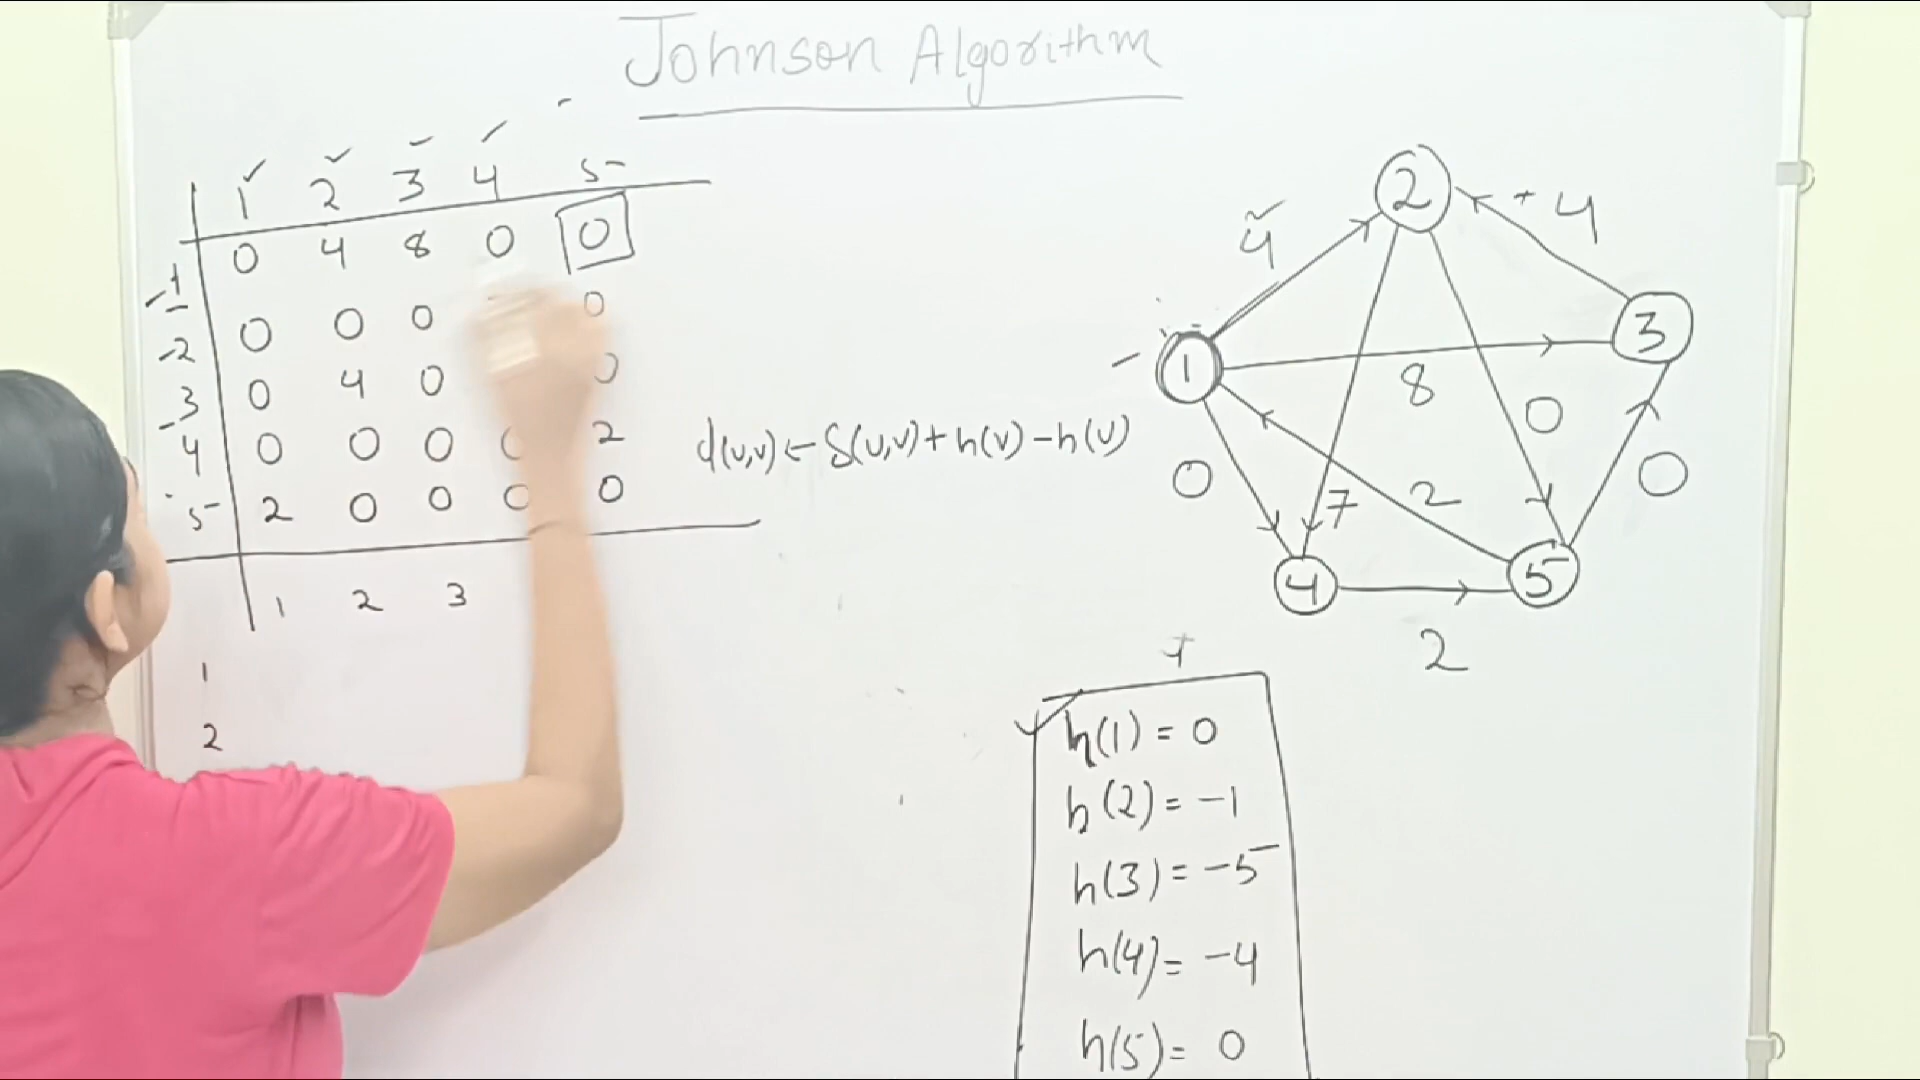 Johnson Algorithm
1 2 3 4 5
1 0 4 8 0 0
2 0 0 0 0
3 0 4 0
4 0 0 0 2
5 2 0 0 0 0
1 2 3
1
2
d(u,v) ← δ(u,v) + h(v) - h(u)
2
4
4
3
1
8
0
0
7
2
0
4
5
2
h(1) = 0
h(2) = -1
h(3) = -5
h(4) = -4
h(5) = 0